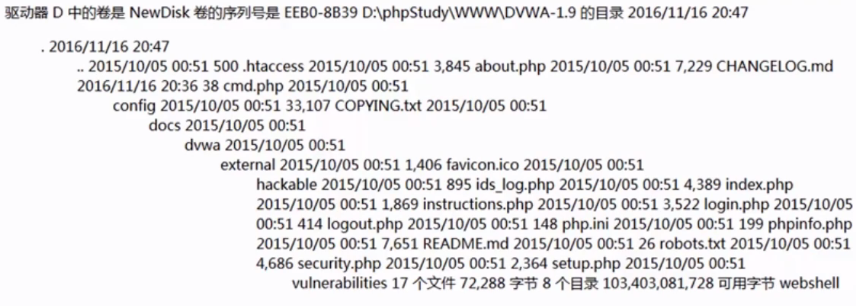 驱动器 D 中的卷是 NewDisk 卷的序列号是 EEB0-8B39 D:\phpStudy\WWW\DVWA-1.9 的目录 2016/11/16 20:47
. 2016/11/16 20:47
.. 2015/10/05 00:51 500 .htaccess 2015/10/05 00:51 3,845 about.php 2015/10/05 00:51 7,229 CHANGELOG.md
2016/11/16 20:36 38 cmd.php 2015/10/05 00:51
config 2015/10/05 00:51 33,107 COPYING.txt 2015/10/05 00:51
docs 2015/10/05 00:51
dvwa 2015/10/05 00:51
external 2015/10/05 00:51 1,406 favicon.ico 2015/10/05 00:51
hackable 2015/10/05 00:51 895 ids_log.php 2015/10/05 00:51 4,389 index.php
2015/10/05 00:51 1,869 instructions.php 2015/10/05 00:51 3,522 login.php 2015/10/05
00:51 414 logout.php 2015/10/05 00:51 148 php.ini 2015/10/05 00:51 199 phpinfo.php
2015/10/05 00:51 7,651 README.md 2015/10/05 00:51 26 robots.txt 2015/10/05 00:51
4,686 security.php 2015/10/05 00:51 2,364 setup.php 2015/10/05 00:51
vulnerabilities 17 个文件 72,288 字节 8 个目录 103,403,081,728 可用字节 webshell